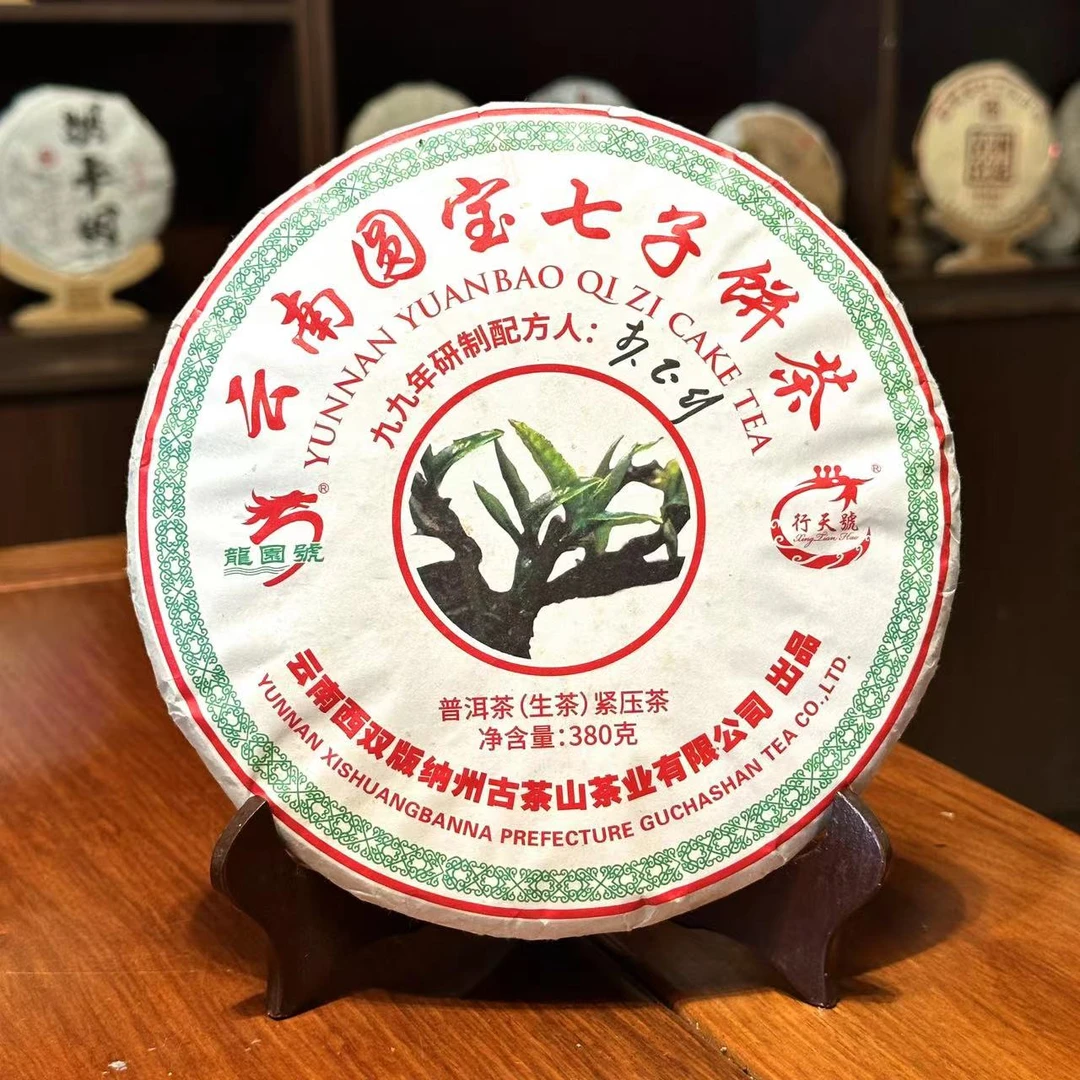 云南圆宝七子饼茶
YUNNAN YUANBAO QI ZI CAKE TEA
九九年研制配方人：
®
龍園號
®
行天號
Xing Tian Hao
普洱茶（生茶）紧压茶
净含量：380克
云南西双版纳州古茶山茶业有限公司 出品
YUNNAN XISHUANGBANNA PREFECTURE GUCHASHAN TEA CO.,LTD.